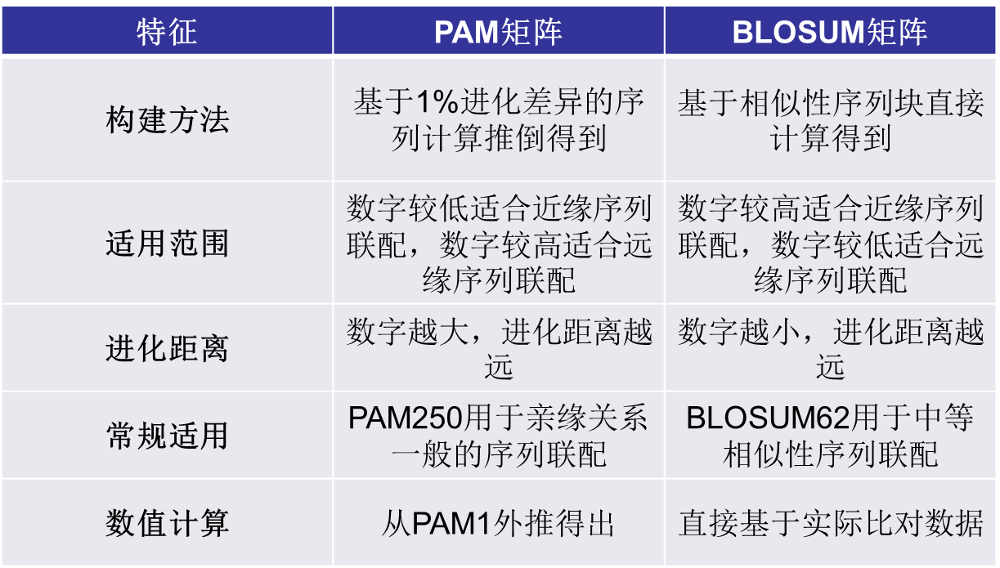 特征
PAM矩阵
BLOSUM矩阵
构建方法
基于1%进化差异的序
列计算推倒得到
基于相似性序列块直接
计算得到
适用范围
数字较低适合近缘序列
联配，数字较高适合远
缘序列联配
数字较高适合近缘序列
联配，数字较低适合远
缘序列联配
进化距离
数字越大，进化距离越
远
数字越小，进化距离越
远
常规适用
PAM250用于亲缘关系
一般的序列联配
BLOSUM62用于中等
相似性序列联配
数值计算
从PAM1外推得出
直接基于实际比对数据